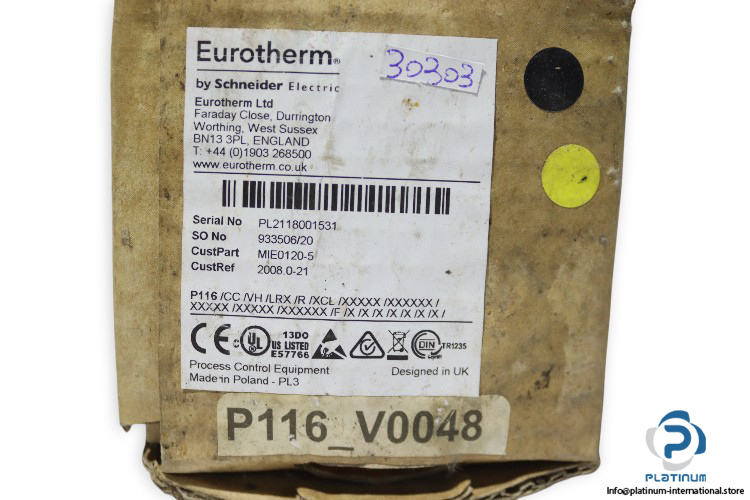 Eurotherm®
30303
by Schneider Electric
Eurotherm Ltd
Faraday Close, Durrington
Worthing, West Sussex
BN13 3PL, ENGLAND
T: +44 (0)1903 268500
www.eurotherm.co.uk
Serial No PL2118001531
SO No 933506/20
CustPart MIE0120-5
CustRef 2008.0-21
P116 /CC /VH /LRX /R /XCL /XXXXX /XXXXXX /
XXXXX /XXXXX /XXXXXX /F /X /X /X /X /X /X /X /
CE UL 13DO
US LISTED
E57766
DIN TR1235
Process Control Equipment Designed in UK
Made in Poland - PL3
P116_V0048
PLATINUM
Info@platinum-international.store